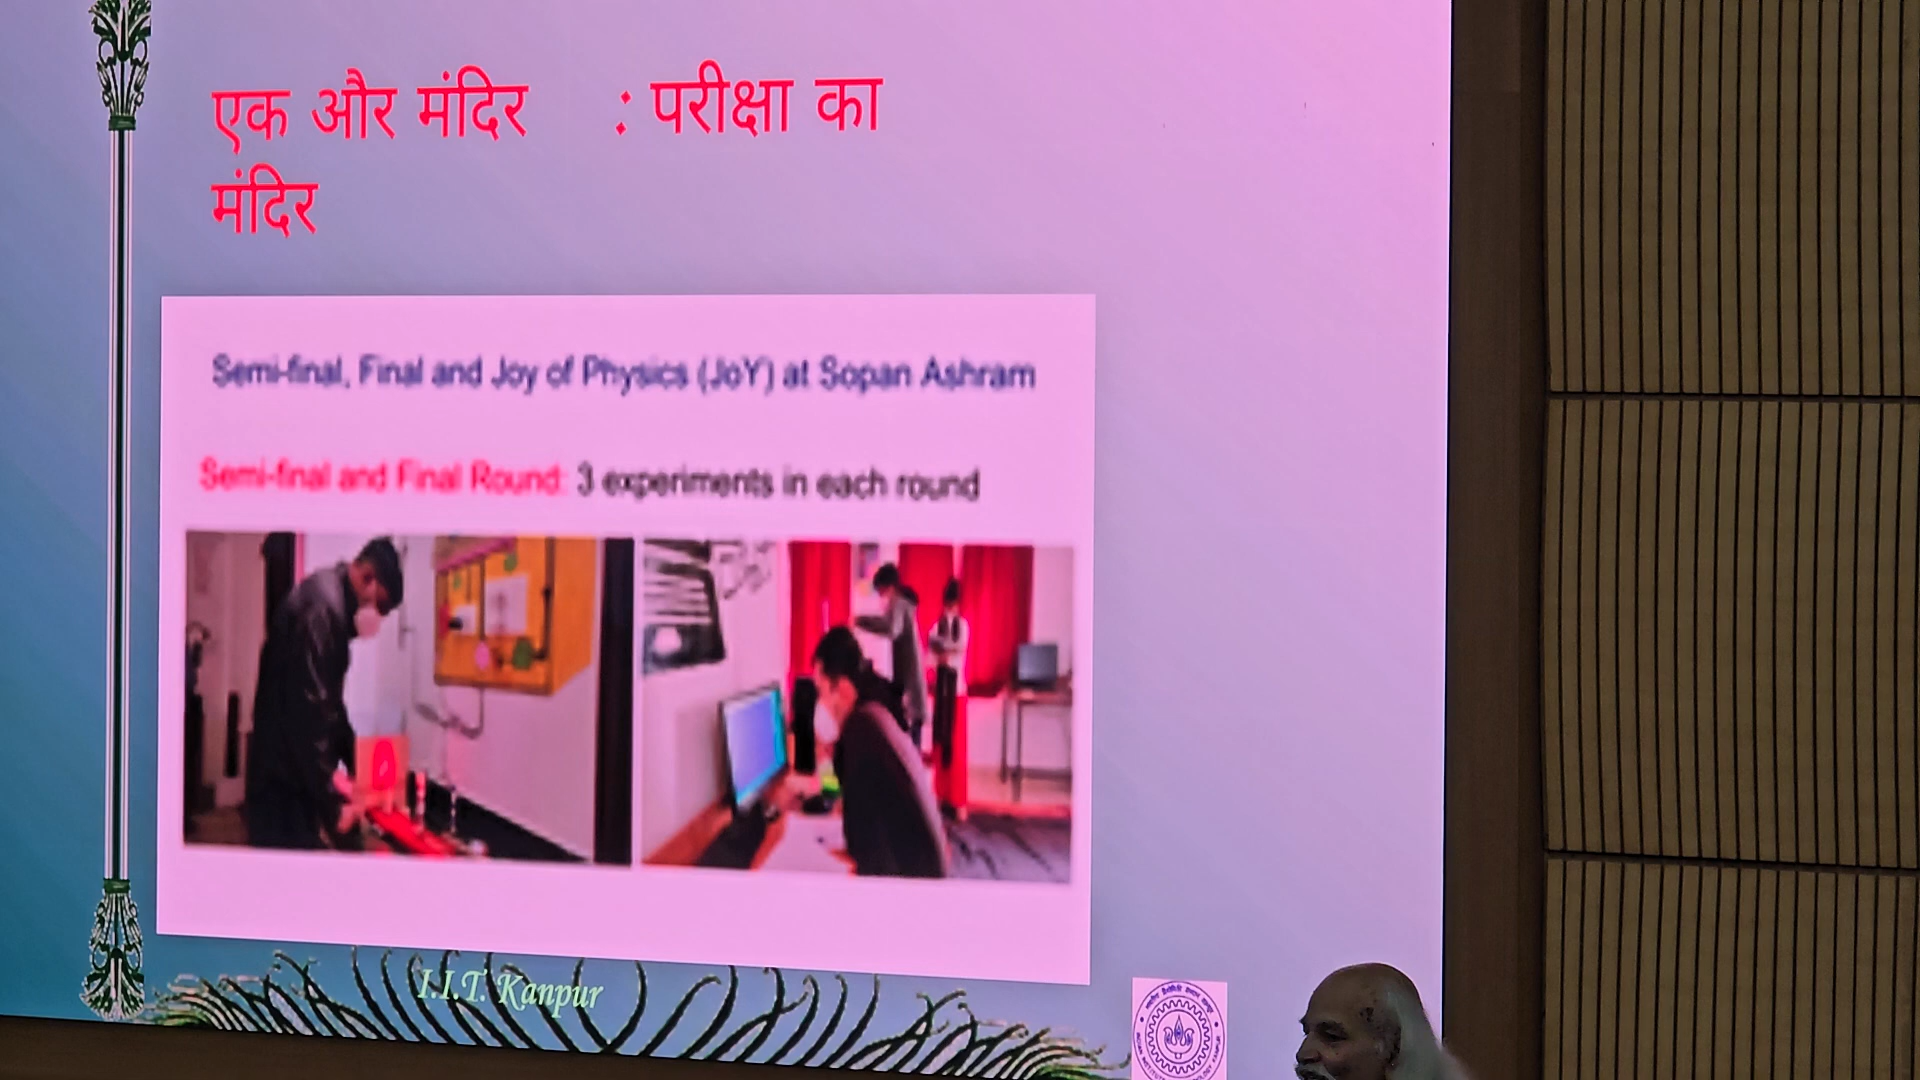 एक और मंदिर : परीक्षा का
मंदिर
Semi-final, Final and Joy of Physics (JoY) at Sopan Ashram
Semi-final and Final Round: 3 experiments in each round
I.I.T. Kanpur